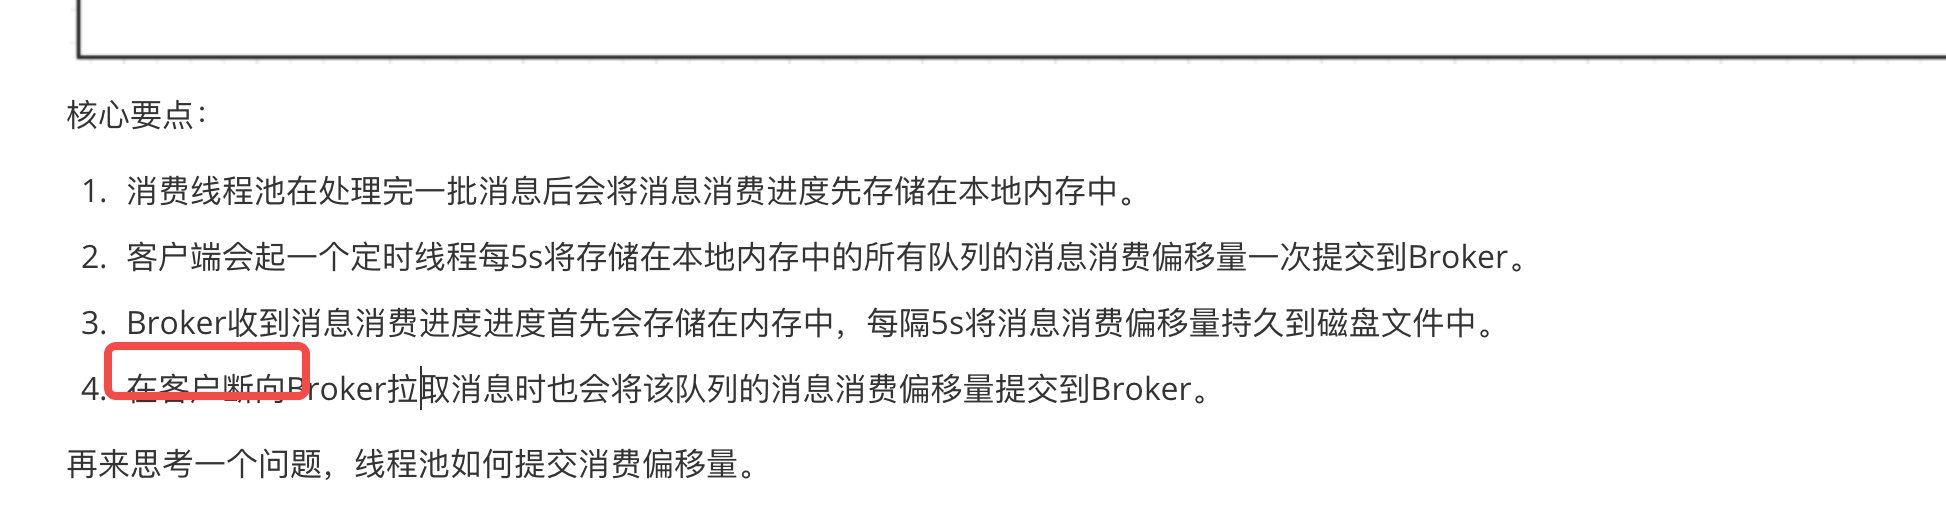 核心要点：
1. 消费线程池在处理完一批消息后会将消息消费进度先存储在本地内存中。
2. 客户端会起一个定时线程每5s将存储在本地内存中的所有队列的消息消费偏移量一次提交到Broker。
3. Broker收到消息消费进度进度首先会存储在内存中，每隔5s将消息消费偏移量持久到磁盘文件中。
4. 在客户断向Broker拉取消息时也会将该队列的消息消费偏移量提交到Broker。
再来思考一个问题，线程池如何提交消费偏移量。